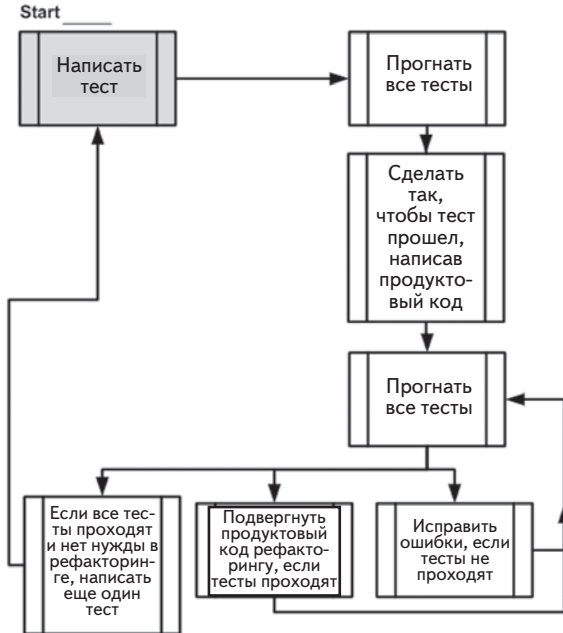 Start
Написать
тест
Прогнать
все тесты
Сделать
так,
чтобы тест
прошел,
написав
продукто-
вый код
Прогнать
все тесты
Если все тес-
ты проходят
и нет нужды в
рефакторин-
ге, написать
еще один
тест
Подвергнуть
продуктовый
код рефакто-
рингу, если
тесты проходят
Исправить
ошибки, если
тесты не
проходят